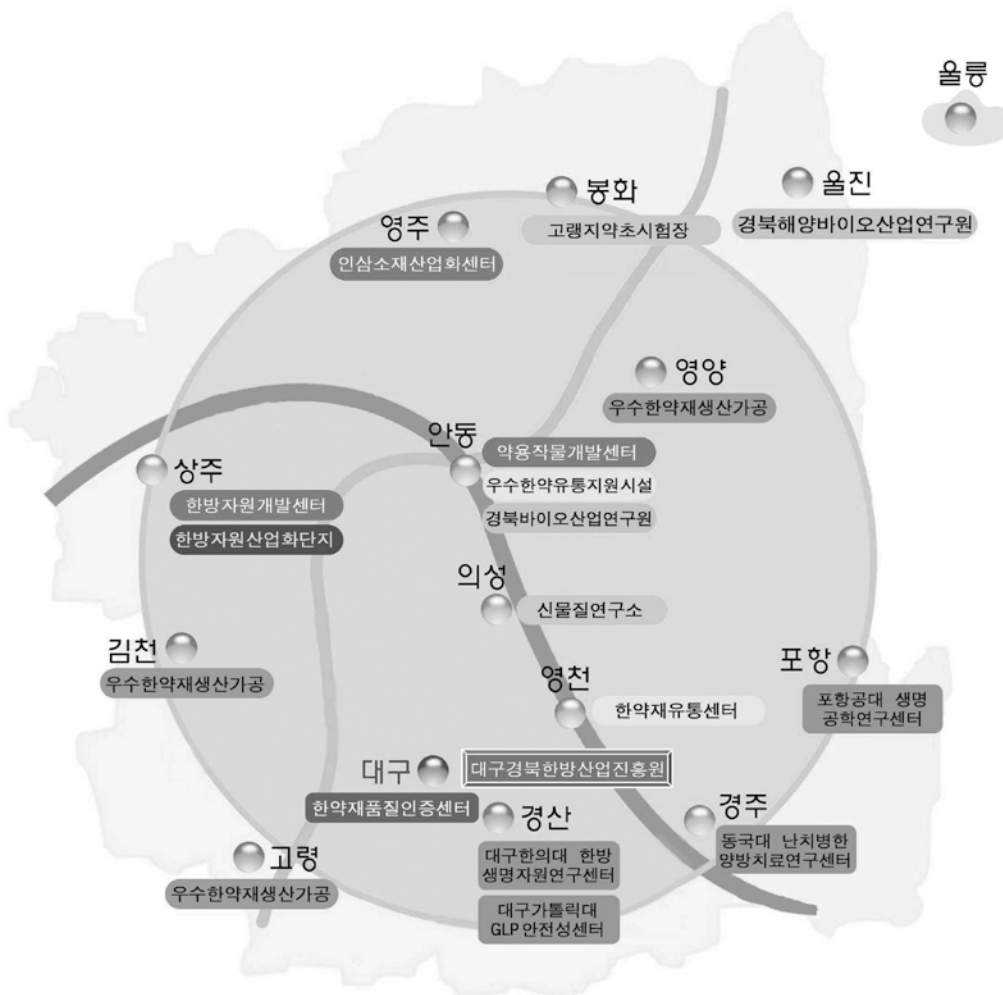 울릉
봉화
울진
고랭지약초시험장
경북해양바이오산업연구원
영주
인삼소재산업화센터
영양
우수한약재생산가공
안동
약용작물개발센터
우수한약유통지원시설
경북바이오산업연구원
상주
한방자원개발센터
한방자원산업화단지
의성
신물질연구소
김천
우수한약재생산가공
포항
포항공대 생명
공학연구센터
영천
한약재유통센터
대구
대구경북한방산업진흥원
한약재품질인증센터
경산
대구한의대 한방
생명자원연구센터
대구가톨릭대
GLP안전성센터
경주
동국대 난치병한
양방치료연구센터
고령
우수한약재생산가공